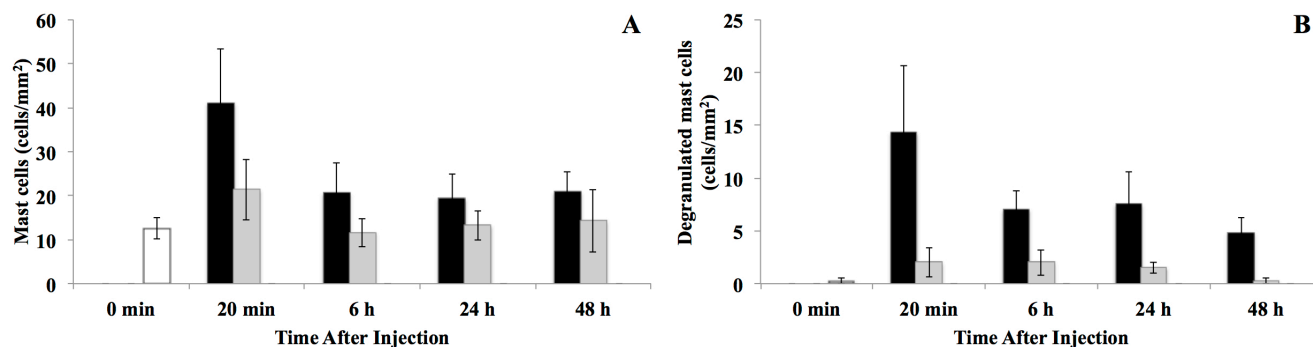 A
Mast cells (cells/mm²)
60
50
40
30
20
10
0
0 min 20 min 6 h 24 h 48 h
Time After Injection
B
Degranulated mast cells
(cells/mm²)
25
20
15
10
5
0
0 min 20 min 6 h 24 h 48 h
Time After Injection